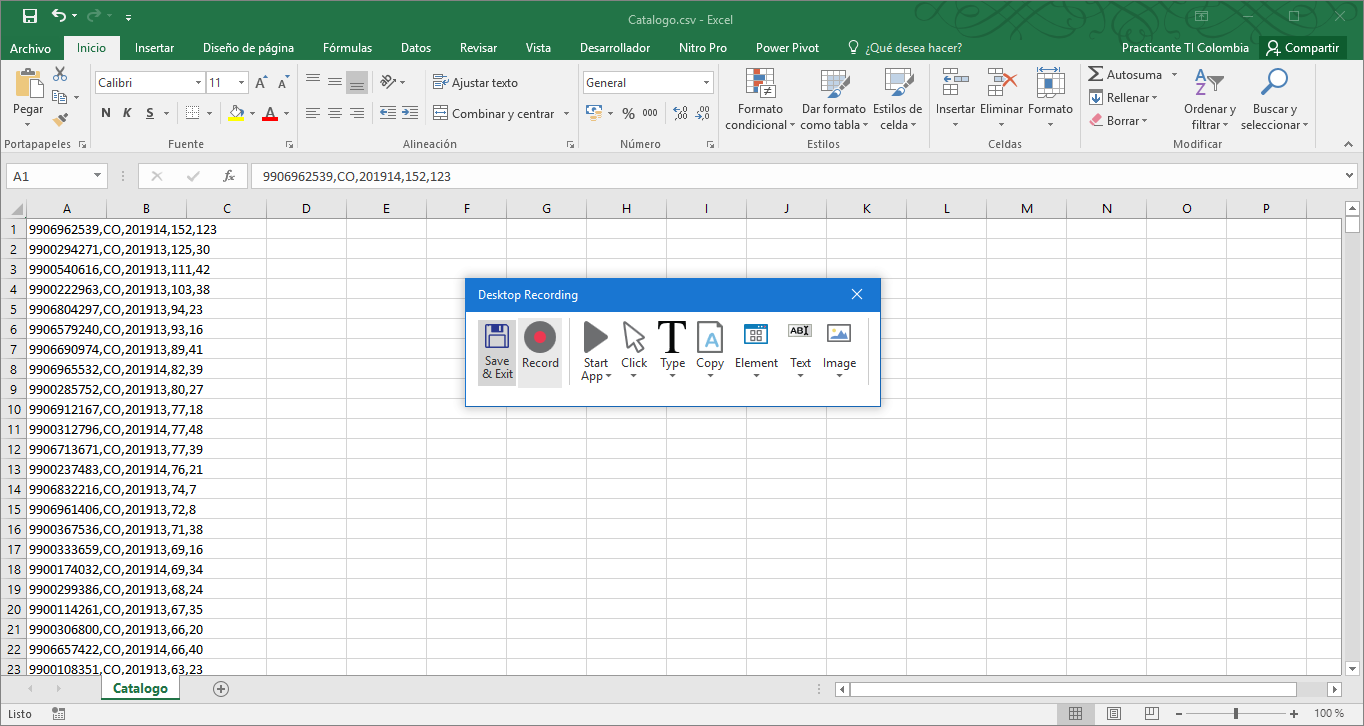 Catalogo.csv - Excel
Archivo Inicio Insertar Diseño de página Fórmulas Datos Revisar Vista Desarrollador Nitro Pro Power Pivot ¿Qué desea hacer? Practicante TI Colombia Compartir
Pegar
Portapapeles
Calibri 11
N K S
A
Fuente
Ajustar texto
Combinar y centrar
Alineación
General
% 000
Número
Formato condicional
Dar formato como tabla
Estilos de celda
Estilos
Insertar Eliminar Formato
Celdas
Autosuma
Rellenar
Borrar
Ordenar y filtrar
Buscar y seleccionar
Modificar
A1 fx 9906962539,CO,201914,152,123
A B C D E F G H I J K L M N O P
1 9906962539,CO,201914,152,123
2 9900294271,CO,201913,125,30
3 9900540616,CO,201913,111,42
4 9900222963,CO,201913,103,38
5 9906804297,CO,201913,94,23
6 9906579240,CO,201913,93,16
7 9906690974,CO,201913,89,41
8 9906965532,CO,201914,82,39
9 9900285752,CO,201913,80,27
10 9906912167,CO,201913,77,18
11 9900312796,CO,201914,77,48
12 9906713671,CO,201913,77,39
13 9900237483,CO,201914,76,21
14 9906832216,CO,201913,74,7
15 9906961406,CO,201913,72,8
16 9900367536,CO,201913,71,38
17 9900333659,CO,201913,69,16
18 9900174032,CO,201914,69,34
19 9900299386,CO,201913,68,24
20 9900114261,CO,201913,67,35
21 9900306800,CO,201913,66,20
22 9906657422,CO,201914,66,40
23 9900108351,CO,201913,63,23
Desktop Recording
Save & Exit
Record
Start App
Click
Type
Copy
Element
Text
Image
Catalogo
Listo
100 %